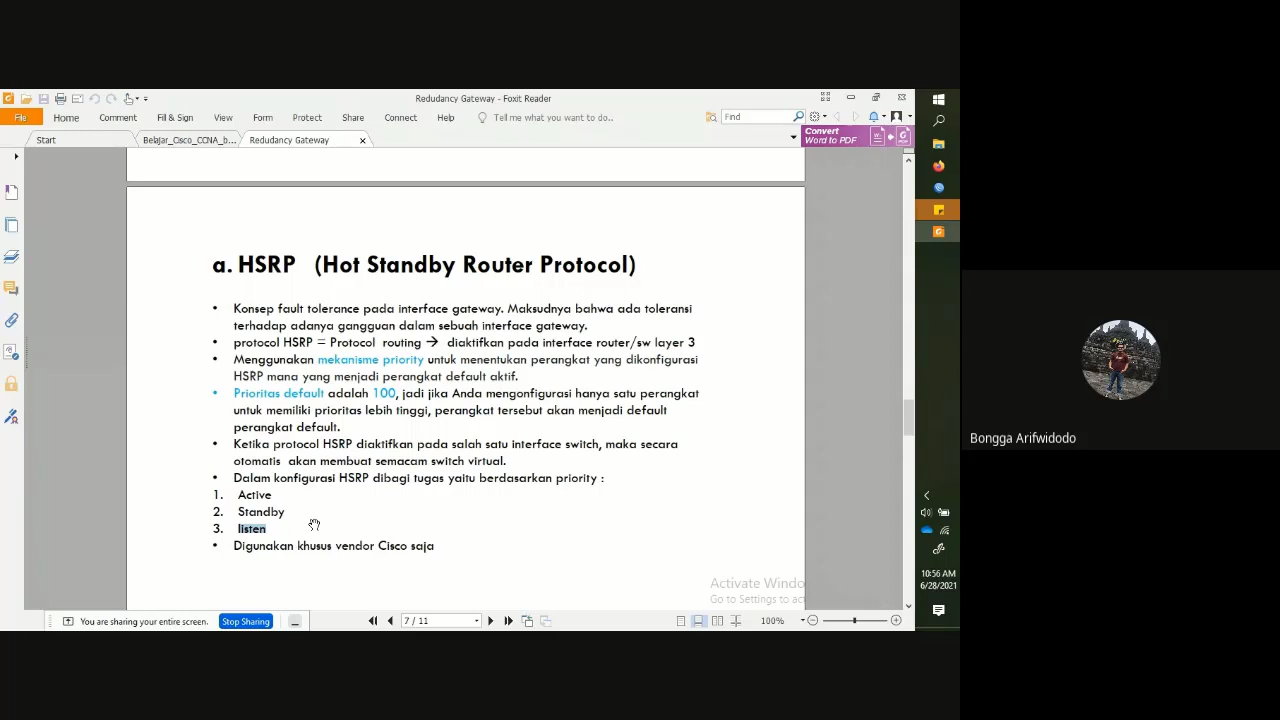 Redudancy Gateway - Foxit Reader
File Home Comment Fill & Sign View Form Protect Share Connect Help Tell me what you want to do.. Find
Start Belajar_Cisco_CCNA_b... Redudancy Gateway
Convert
Word to PDF
a. HSRP (Hot Standby Router Protocol)
• Konsep fault tolerance pada interface gateway. Maksudnya bahwa ada toleransi
terhadap adanya gangguan dalam sebuah interface gateway.
• protocol HSRP = Protocol routing → diaktifkan pada interface router/sw layer 3
• Menggunakan mekanisme priority untuk menentukan perangkat yang dikonfigurasi
HSRP mana yang menjadi perangkat default aktif.
• Prioritas default adalah 100, jadi jika Anda mengonfigurasi hanya satu perangkat
untuk memiliki prioritas lebih tinggi, perangkat tersebut akan menjadi default
perangkat default.
• Ketika protocol HSRP diaktifkan pada salah satu interface switch, maka secara
otomatis akan membuat semacam switch virtual.
• Dalam konfigurasi HSRP dibagi tugas yaitu berdasarkan priority :
1. Active
2. Standby
3. listen
• Digunakan khusus vendor Cisco saja
Activate Windo
Go to Settings to act
You are sharing your entire screen. Stop Sharing
7 / 11
100%
10:56 AM
6/28/2021
Bongga Arifwidodo